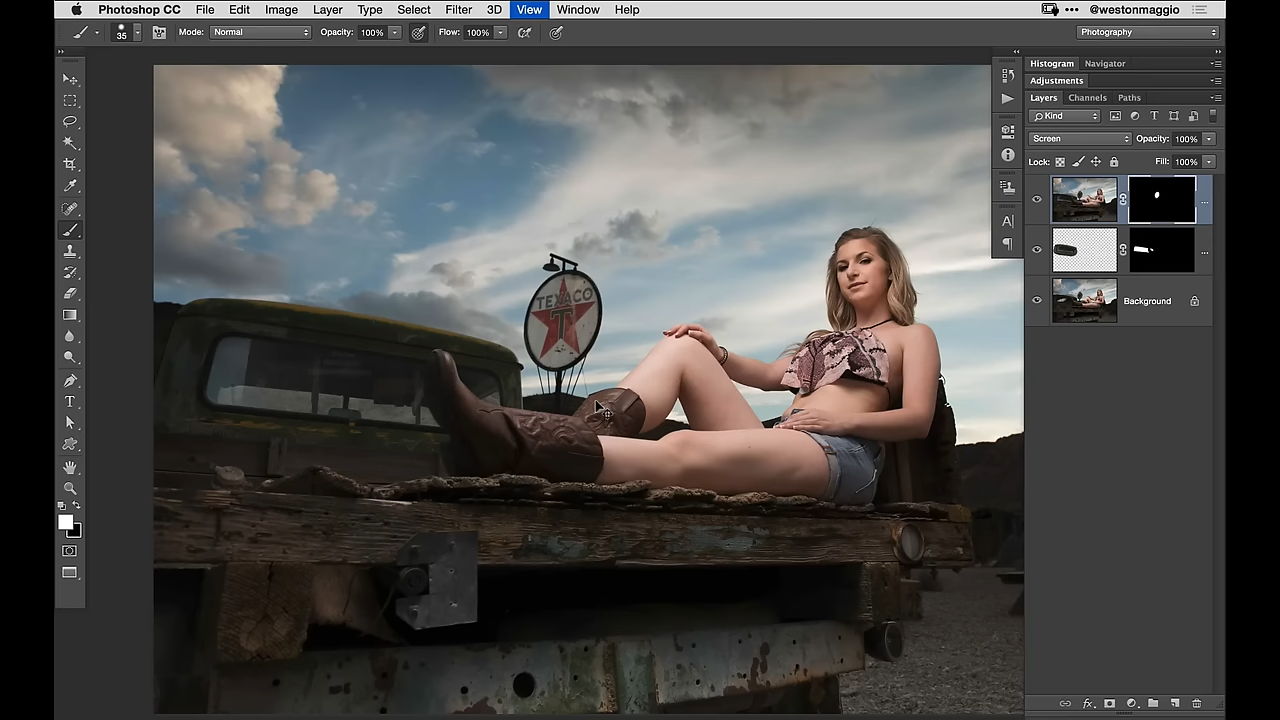 Photoshop CC File Edit Image Layer Type Select Filter 3D View Window Help @westonmaggio
35 Mode: Normal Opacity: 100% Flow: 100% Photography
Histogram Navigator
Adjustments
Layers Channels Paths
Kind
Screen Opacity: 100%
Lock: Fill: 100%
Background
TEXACO
T